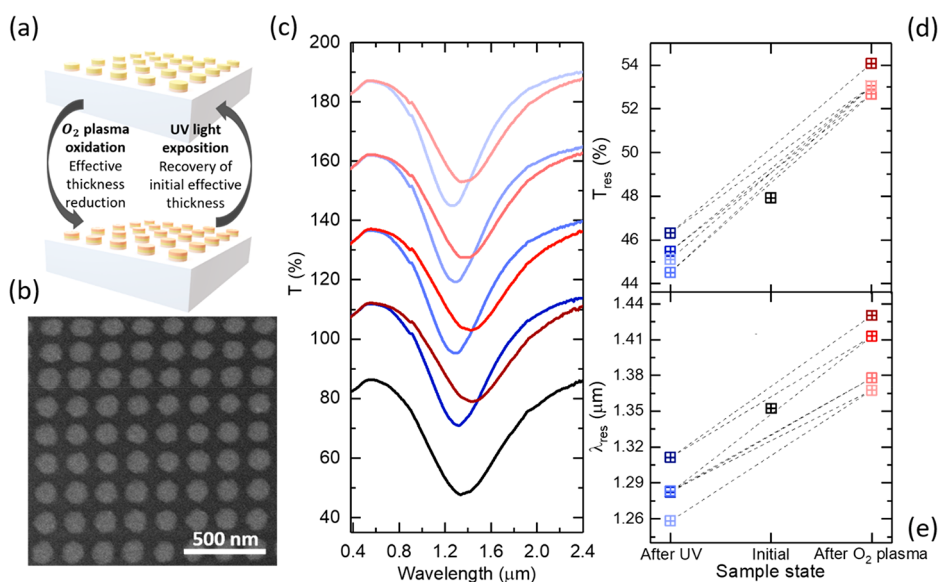 (a)
O2 plasma
oxidation
Effective
thickness
reduction
UV light
exposition
Recovery of
initial effective
thickness
(b)
500 nm
(c)
200
180
160
140
120
100
80
60
40
T (%)
0.4 0.8 1.2 1.6 2.0 2.4
Wavelength (μm)
(d)
54
52
50
48
46
44
Tres (%)
1.44
1.41
1.38
1.35
1.32
1.29
1.26
λres (μm)
(e)
After UV Initial After O2 plasma
Sample state